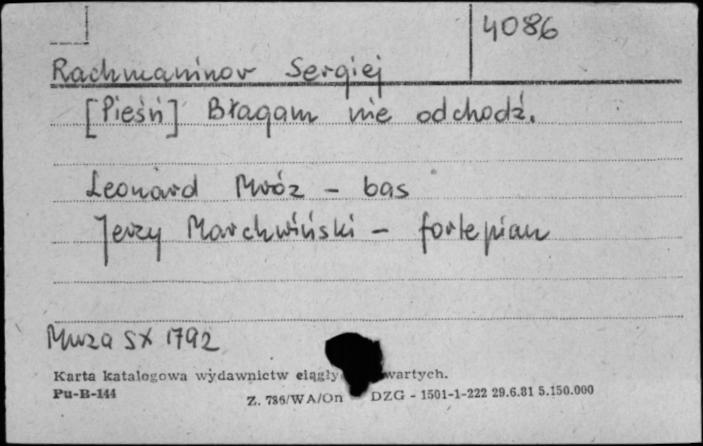 4086
Rachmaninov Sergiej
[Pieśń] Błagam nie odchodź.
Leonard Mróz - bas
Jerzy Marchwiński - fortepian
Muza SX 1792
Karta katalogowa wydawnictw wartych.
Pu-B-144 Z. 786/WA/On DZG - 1501-1-222 29.6.81 5.150.000